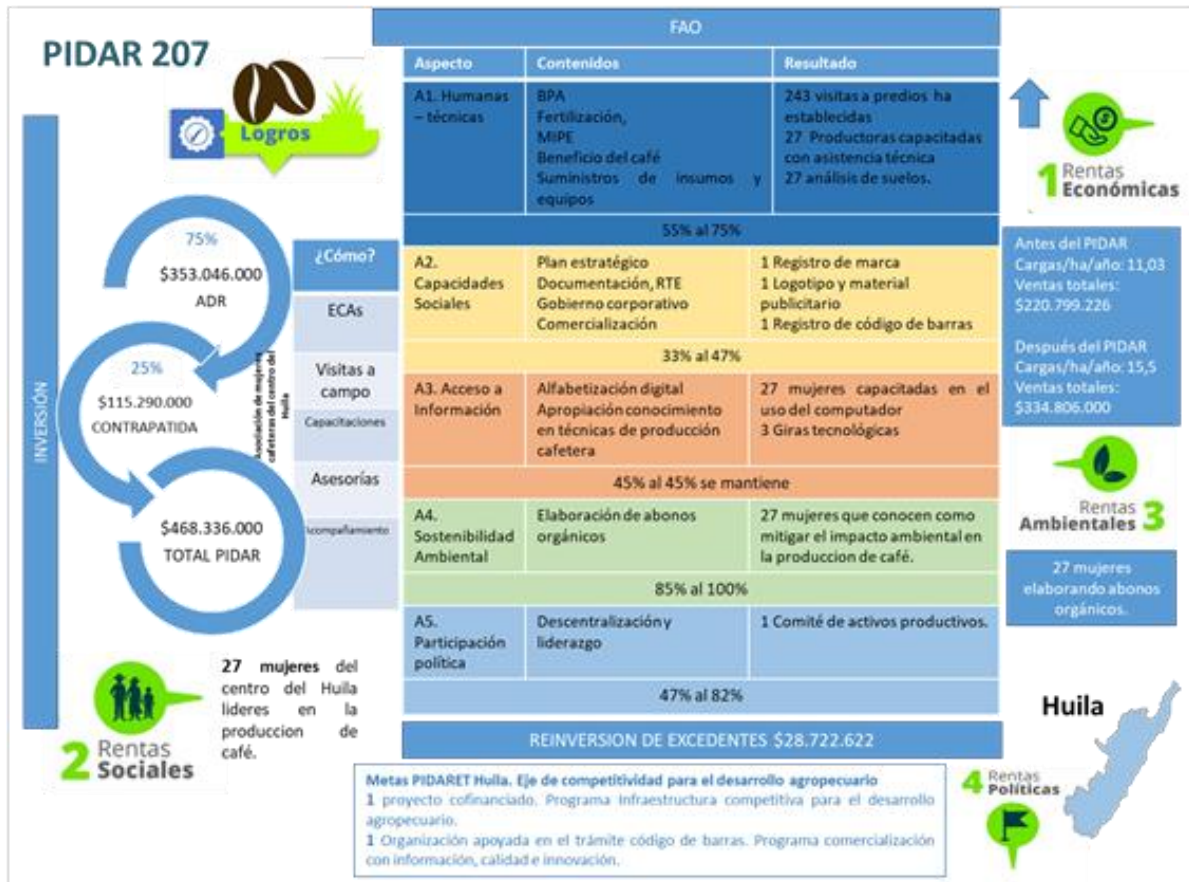 PIDAR 207
Logros
INVERSIÓN
75%
$353.046.000
ADR
25%
$115.290.000
CONTRAPATIDA
$468.336.000
TOTAL PIDAR
Asociación de mujeres
cafeteras del centro del
Huila
¿Cómo?
ECAs
Visitas a
campo
Capacitaciones
Asesorías
Acompañamiento
FAO
Aspecto Contenidos Resultado
A1. Humanas
– técnicas
BPA
Fertilización,
MIPE
Beneficio del café
Suministros de insumos y
equipos
243 visitas a predios ha
establecidas
27 Productoras capacitadas
con asistencia técnica
27 análisis de suelos.
55% al 75%
A2.
Capacidades
Sociales
Plan estratégico
Documentación, RTE
Gobierno corporativo
Comercialización
1 Registro de marca
1 Logotipo y material
publicitario
1 Registro de código de barras
33% al 47%
A3. Acceso a
Información
Alfabetización digital
Apropiación conocimiento
en técnicas de producción
cafetera
27 mujeres capacitadas en el
uso del computador
3 Giras tecnológicas
45% al 45% se mantiene
A4.
Sostenibilidad
Ambiental
Elaboración de abonos
orgánicos
27 mujeres que conocen como
mitigar el impacto ambiental en
la produccion de café.
85% al 100%
A5.
Participación
política
Descentralización y
liderazgo
1 Comité de activos productivos.
47% al 82%
REINVERSION DE EXCEDENTES $28.722.622
Metas PIDARET Huila. Eje de competitividad para el desarrollo agropecuario
1 proyecto cofinanciado. Programa Infraestructura competitiva para el desarrollo
agropecuario.
1 Organización apoyada en el trámite código de barras. Programa comercialización
con información, calidad e innovación.
1 Rentas
Económicas
Antes del PIDAR
Cargas/ha/año: 11,03
Ventas totales:
$220.799.226
Después del PIDAR
Cargas/ha/año: 15,5
Ventas totales:
$334.806.000
Rentas
Ambientales 3
27 mujeres
elaborando abonos
orgánicos.
2 Rentas
Sociales
27 mujeres del
centro del Huila
lideres en la
produccion de
café.
Huila
4 Rentas
Políticas